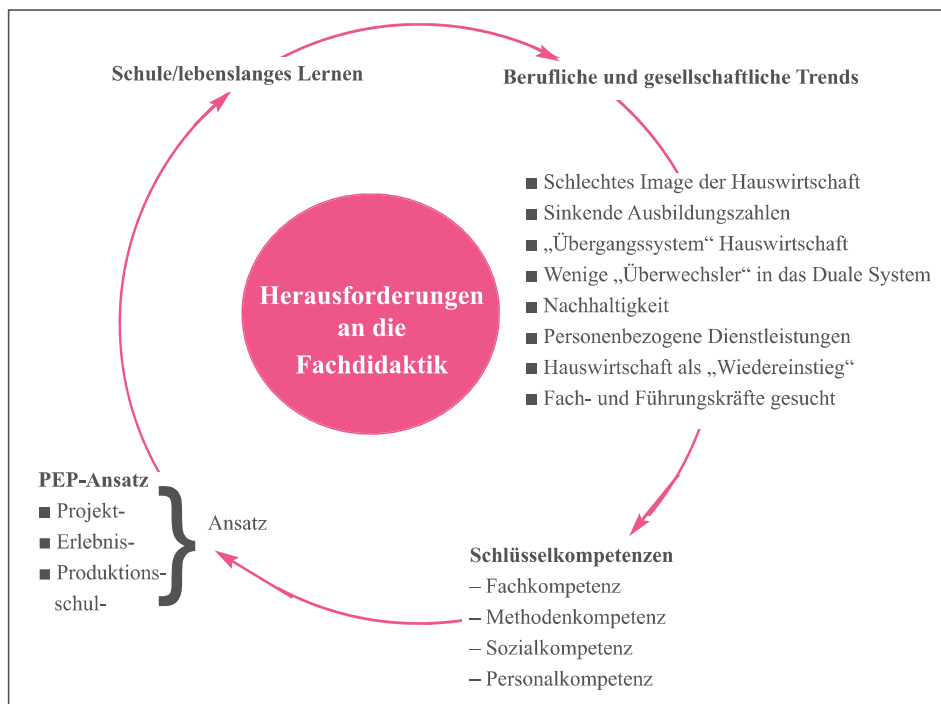 Schule/lebenslanges Lernen
Berufliche und gesellschaftliche Trends
■ Schlechtes Image der Hauswirtschaft
■ Sinkende Ausbildungszahlen
■ „Übergangssystem“ Hauswirtschaft
■ Wenige „Überwechsler“ in das Duale System
■ Nachhaltigkeit
■ Personenbezogene Dienstleistungen
■ Hauswirtschaft als „Wiedereinstieg“
■ Fach- und Führungskräfte gesucht
Herausforderungen
an die
Fachdidaktik
Schlüsselkompetenzen
– Fachkompetenz
– Methodenkompetenz
– Sozialkompetenz
– Personalkompetenz
PEP-Ansatz
■ Projekt-
■ Erlebnis-
■ Produktions-
schul-
Ansatz